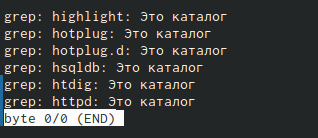 grep: highlight: Это каталог
grep: hotplug: Это каталог
grep: hotplug.d: Это каталог
grep: hsqldb: Это каталог
grep: htdig: Это каталог
grep: httpd: Это каталог
byte 0/0 (END)